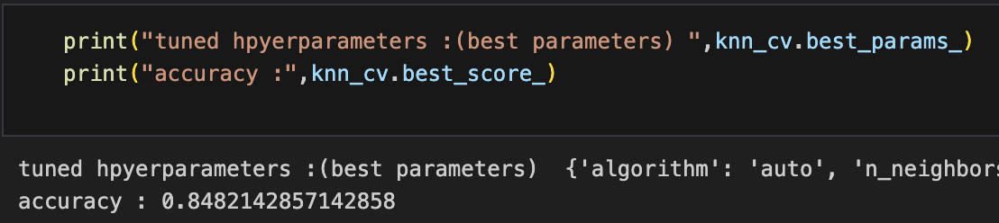 print("tuned hpyerparameters :(best parameters) ",knn_cv.best_params_)
print("accuracy :",knn_cv.best_score_)
tuned hpyerparameters :(best parameters)  {'algorithm': 'auto', 'n_neighbors
accuracy : 0.8482142857142858